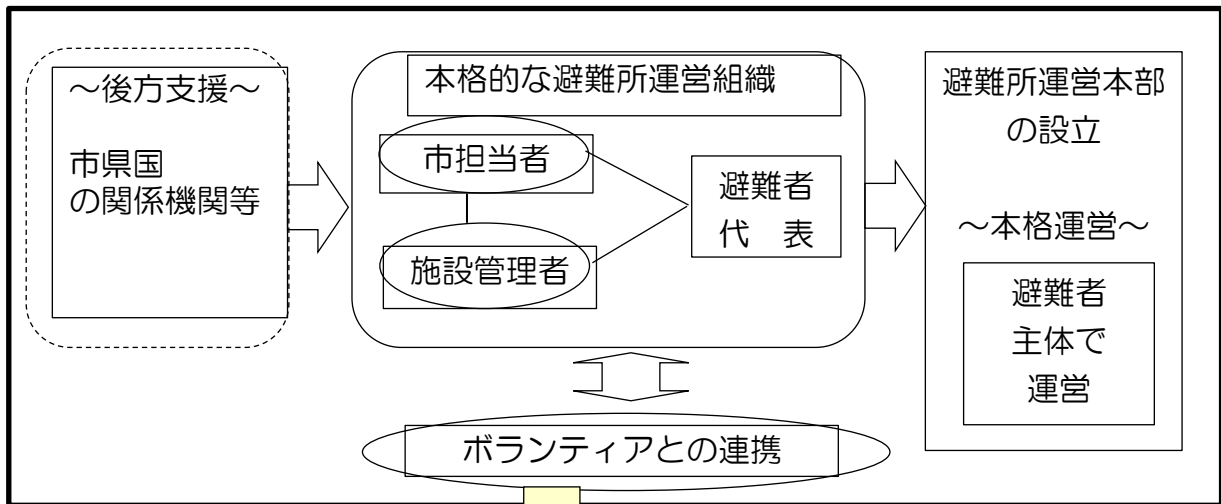 ～後方支援～
市県国
の関係機関等
本格的な避難所運営組織
市担当者
施設管理者
避難者
代　表
ボランティアとの連携
避難所運営本部
の設立
～本格運営～
避難者
主体で
運営